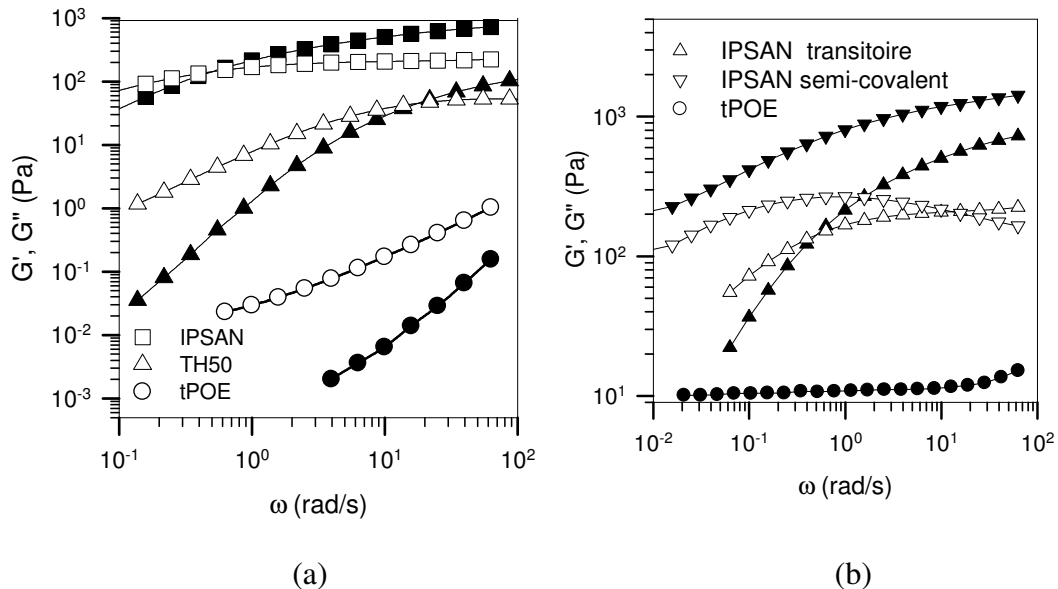 10³
10²
10¹
10⁰
10⁻¹
10⁻²
10⁻³
G', G'' (Pa)
IPSAN
TH50
tPOE
10⁻¹ 10⁰ 10¹ 10²
ω (rad/s)
(a)
IPSAN transitoire
IPSAN semi-covalent
tPOE
10³
10²
10¹
G', G'' (Pa)
10⁻² 10⁻¹ 10⁰ 10¹ 10²
ω (rad/s)
(b)